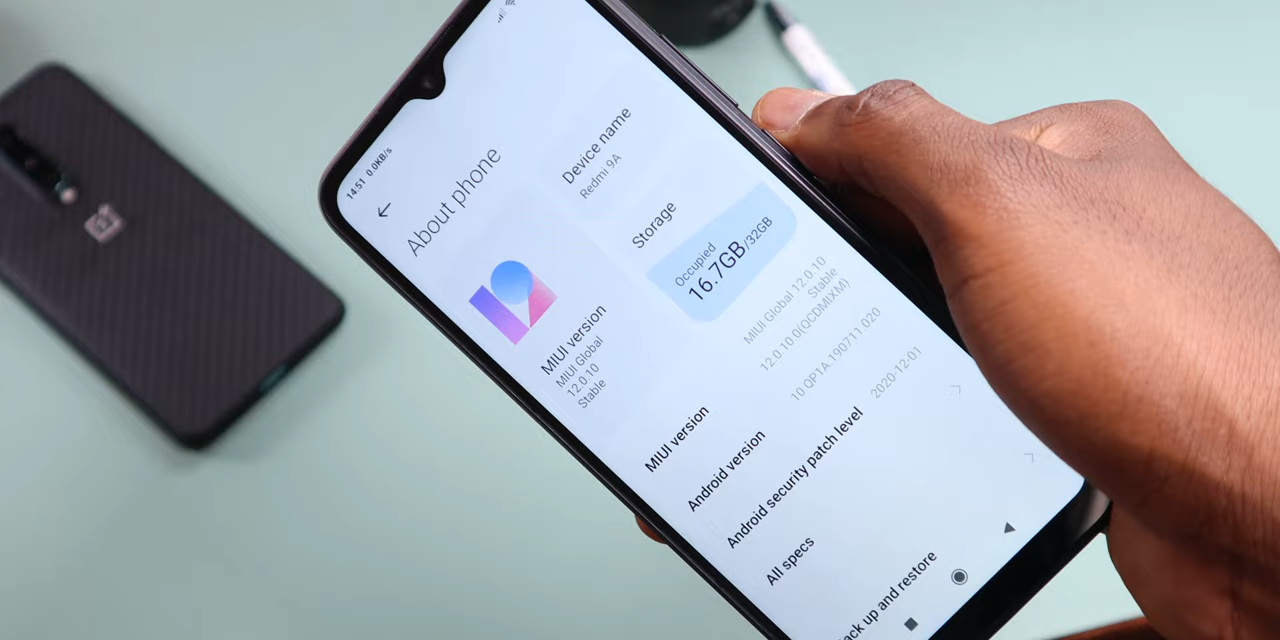 14:51 0.0KB/s
About phone
MIUI version
MIUI Global
12.0.10
Stable
Device name
Redmi 9A
Storage
Occupied
16.7GB/32GB
MIUI version
MIUI Global 12.0.10
Stable
12.0.10.0(QCDMIXM)
Android version
10 QP1A.190711.020
Android security patch level
2020-12-01
All specs
ack up and restore